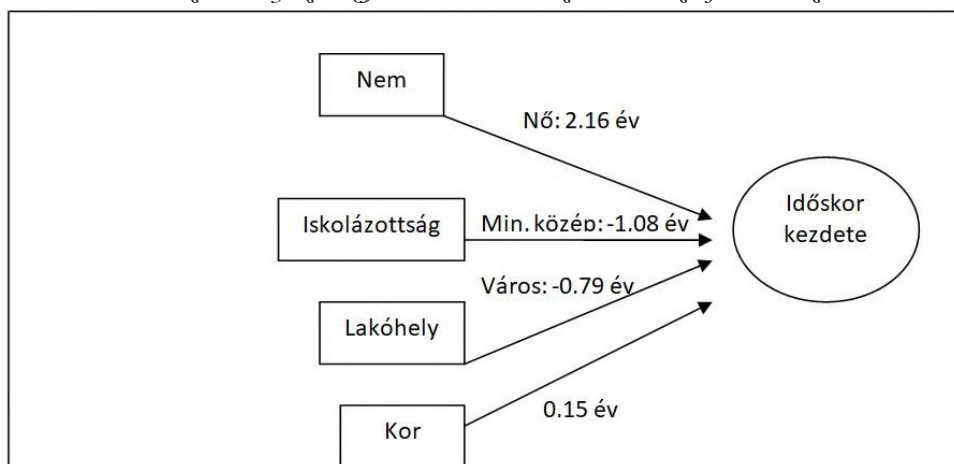 Nem
Nő: 2.16 év
Időskor
kezdete
Iskolázottság
Min. közép: -1.08 év
Város: -0.79 év
Lakóhely
0.15 év
Kor